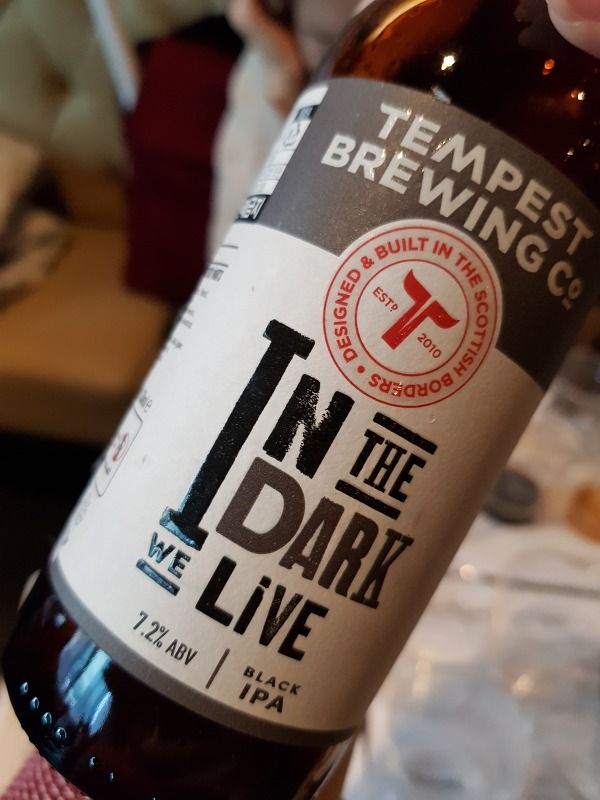 TEMPEST
BREWING Co
DESIGNED & BUILT IN THE SCOTTISH BORDERS •
ESTD
2010
IN THE
DARK
WE LiVE
7.2% ABV | BLACK
IPA